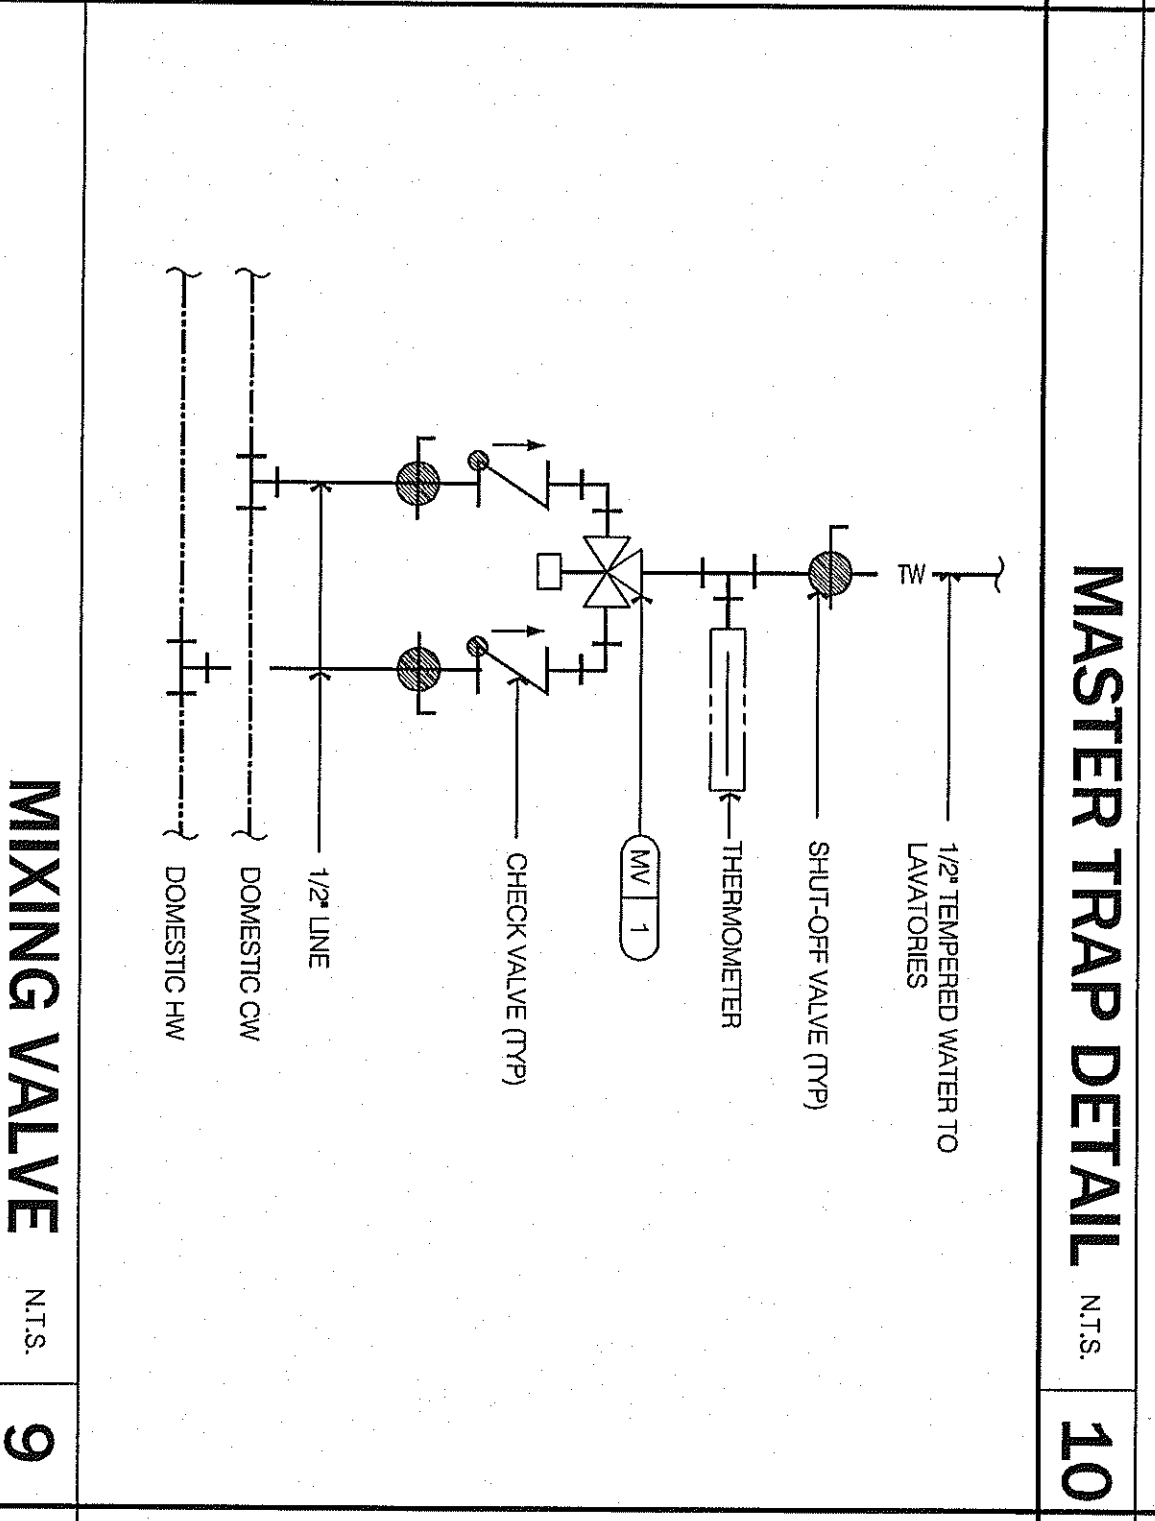 MASTER TRAP DETAIL N.T.S. 10
1/2" TEMPERED WATER TO
LAVATORIES
TW
SHUT-OFF VALVE (TYP)
THERMOMETER
MV 1
CHECK VALVE (TYP)
1/2" LINE
DOMESTIC CW
DOMESTIC HW
MIXING VALVE N.T.S. 9